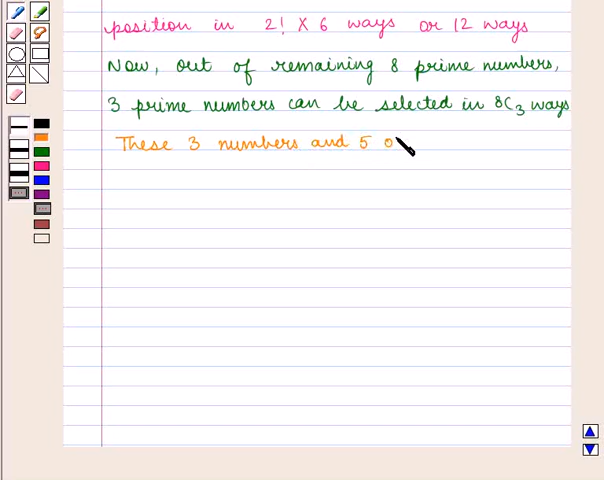 position in 2! × 6 ways or 12 ways
Now, out of remaining 8 prime numbers,
3 prime numbers can be selected in 8C₃ ways
These 3 numbers and 5 o